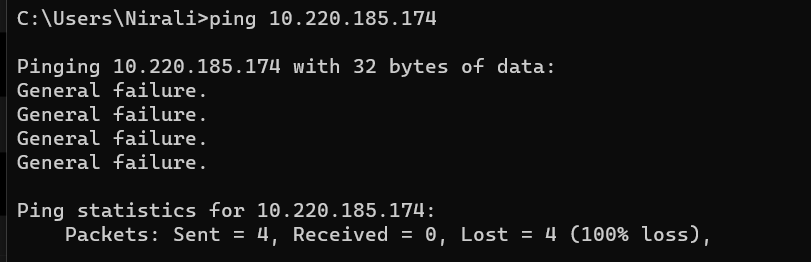 C:\Users\Nirali>ping 10.220.185.174
Pinging 10.220.185.174 with 32 bytes of data:
General failure.
General failure.
General failure.
General failure.
Ping statistics for 10.220.185.174:
    Packets: Sent = 4, Received = 0, Lost = 4 (100% loss),